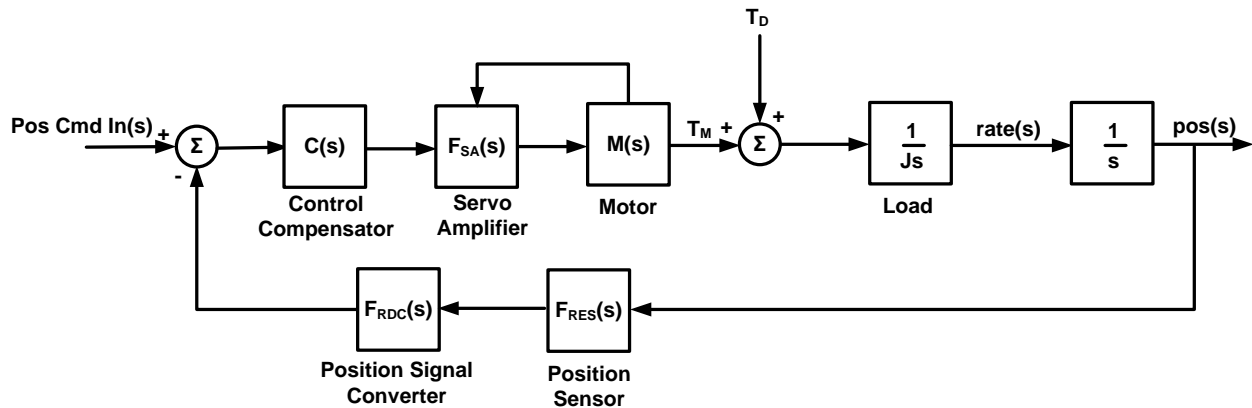 T_D
Pos Cmd In(s)
+
-
Σ
C(s)
Control
Compensator
F_SA(s)
Servo
Amplifier
M(s)
Motor
T_M +
+
Σ
1
Js
Load
rate(s)
1
s
pos(s)
F_RDC(s)
Position Signal
Converter
F_RES(s)
Position
Sensor